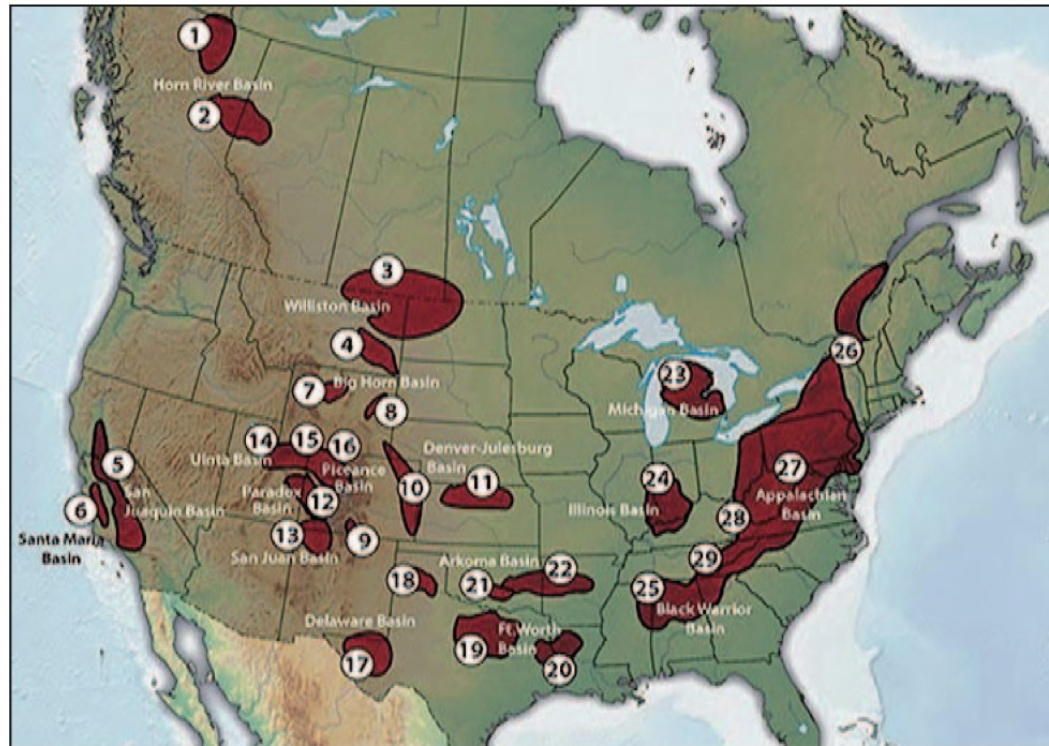 1
Horn River Basin
2
3
Williston Basin
4
Big Horn Basin
7
8
14
15
16
Uinta Basin
Piceance
Basin
Denver-Julesburg
Basin
Paradox
Basin
12
10
11
5
San
Juaquin Basin
6
Santa Maria
Basin
13
San Juan Basin
9
18
Arkoma Basin
21
22
Delaware Basin
17
Ft. Worth
Basin
19
20
23
Michigan Basin
24
Illinois Basin
26
27
Appalachian
Basin
28
29
25
Black Warrior
Basin